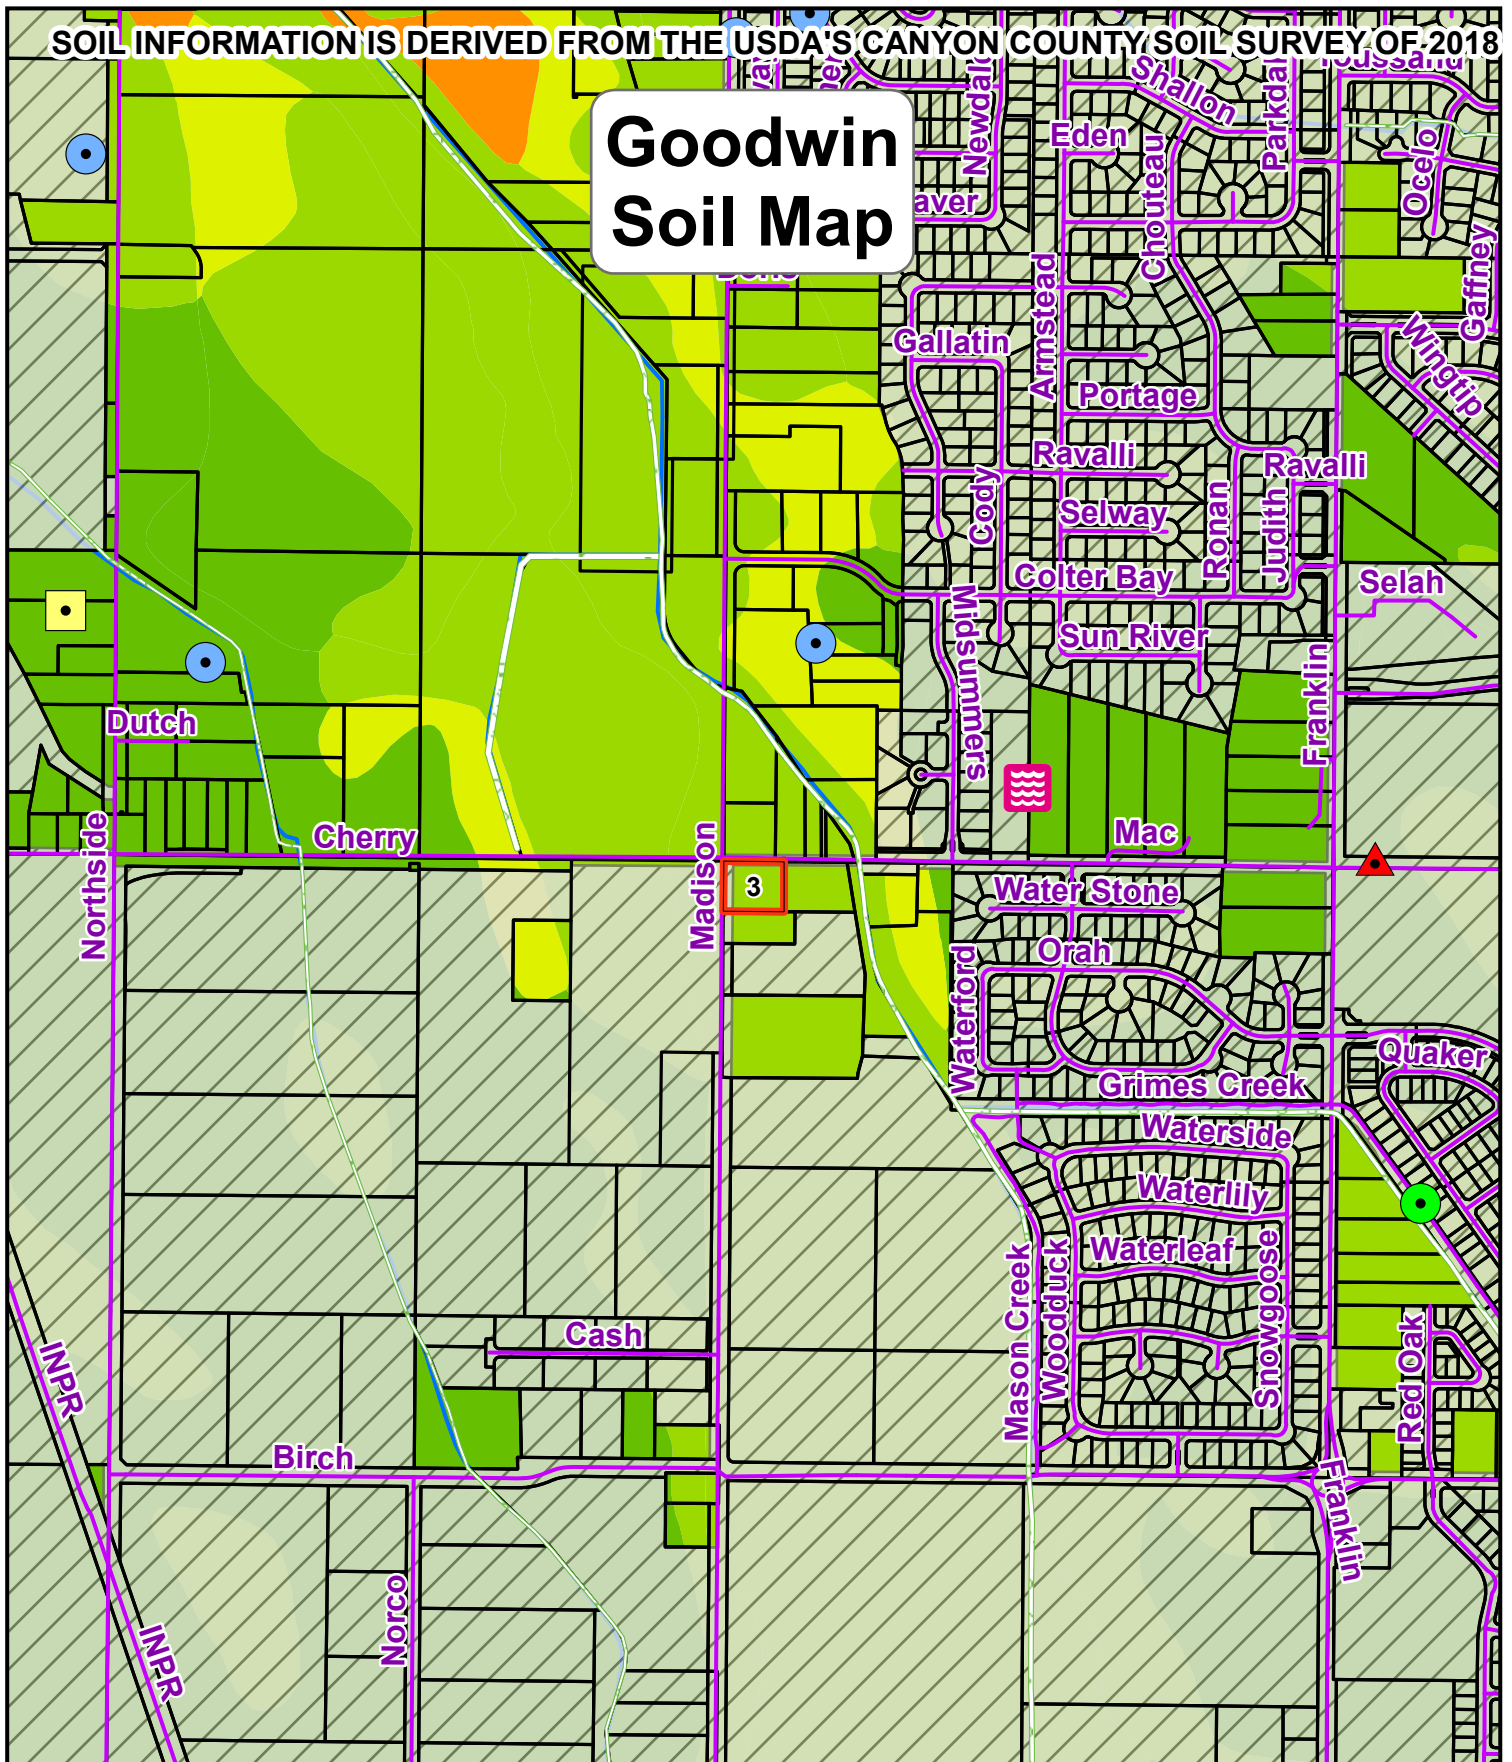 SOIL INFORMATION IS DERIVED FROM THE USDA'S CANYON COUNTY SOIL SURVEY OF 2018
Goodwin
Soil Map
Shallon
Newdale
Eden
Chouteau
Parkdale
Ocelo
Gaffney
Armstead
Gallatin
Wingtip
Portage
Ravalli
Ravalli
Cody
Selway
Ronan
Judith
Colter Bay
Selah
Missummers
Sun River
Franklin
Dutch
Northside
Cherry
Madison
Mac
3
Water Stone
Orah
Waterford
Quaker
Grimes Creek
Waterside
Waterlily
Waterleaf
Mason Creek
Woodduck
Snowgoose
Red Oak
Cash
INPR
Birch
Franklin
Norco
INPR